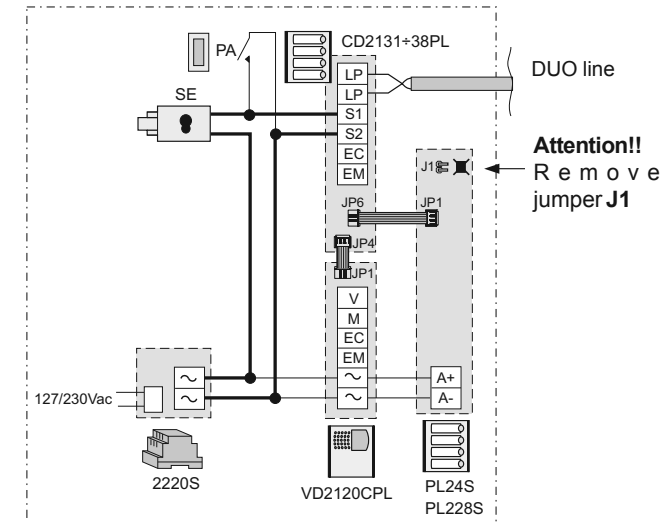 CD2131÷38PL
PA
SE
LP
LP
S1
S2
EC
EM
DUO line
Attention!!
Remove
jumper J1
J1
JP6
JP1
JP4
JP1
V
M
EC
EM
~
~
A+
A-
~
~
127/230Vac
2220S
VD2120CPL
PL24S
PL228S